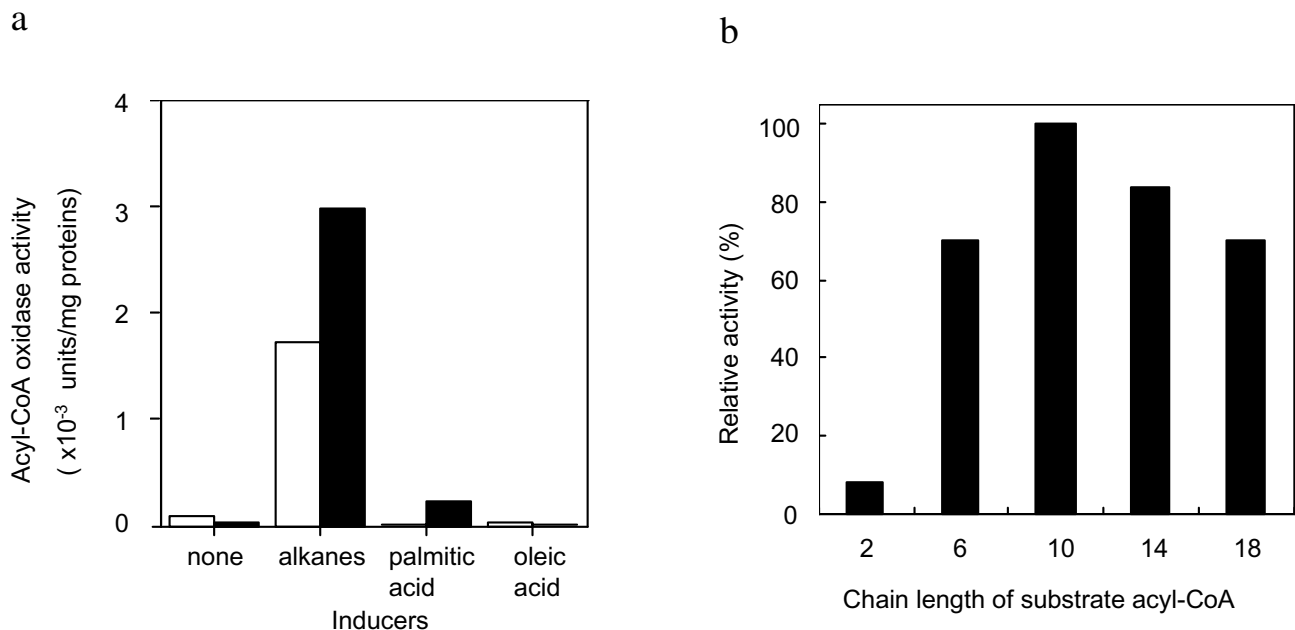 a
4
3
2
1
0
Acyl-CoA oxidase activity
( x10⁻³ units/mg proteins)
none alkanes palmitic oleic
acid acid
Inducers
b
100
80
60
40
20
0
Relative activity (%)
2 6 10 14 18
Chain length of substrate acyl-CoA